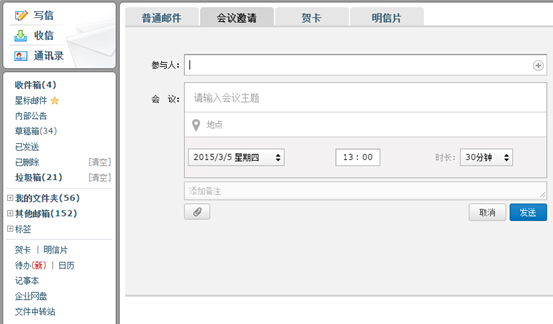 写信
收信
通讯录
收件箱(4)
星标邮件
内部公告
草稿箱(34)
已发送
已删除 [清空]
垃圾箱(21) [清空]
我的文件夹(56)
其他邮箱(152)
标签
贺卡 | 明信片
待办(新) | 日历
记事本
企业网盘
文件中转站
普通邮件 会议邀请 贺卡 明信片
参与人：
会 议： 请输入会议主题
地点
2015/3/5 星期四 13：00 时长： 30分钟
添加备注
取消 发送